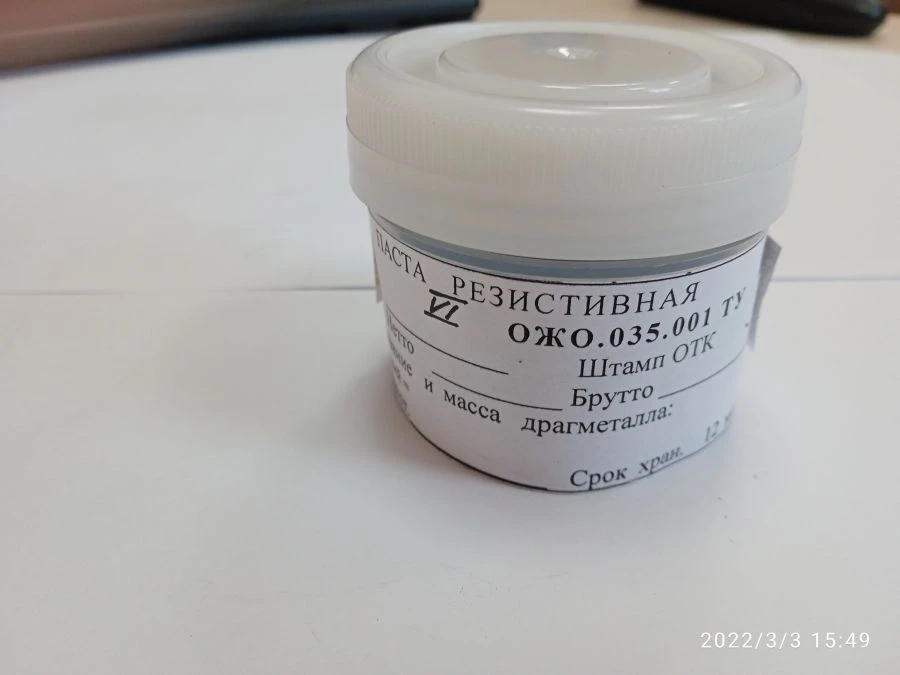 ПАСТА РЕЗИСТИВНАЯ
VI
ОЖО.035.001 ТУ
Штамп ОТК
Брутто
и масса драгметалла:
Срок хран. 12
2022/3/3 15:49